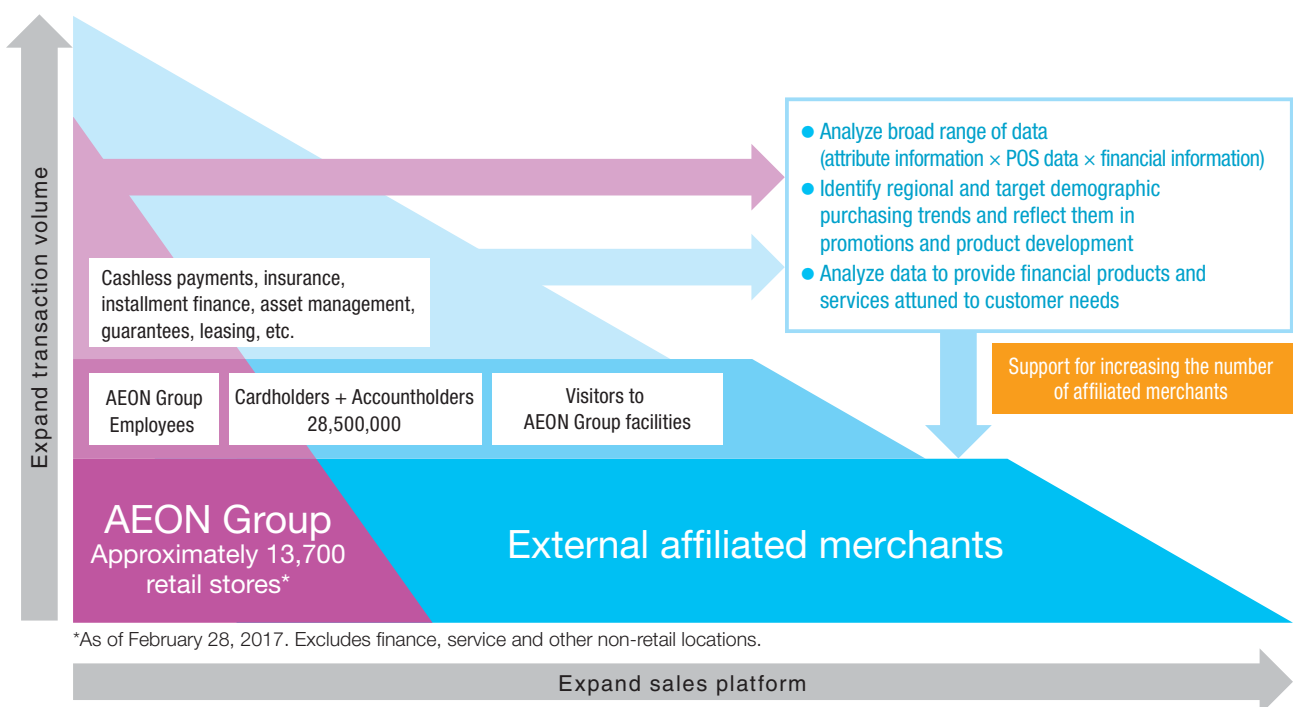 Expand transaction volume
● Analyze broad range of data
(attribute information × POS data × financial information)
● Identify regional and target demographic
purchasing trends and reflect them in
promotions and product development
● Analyze data to provide financial products and
services attuned to customer needs
Cashless payments, insurance,
installment finance, asset management,
guarantees, leasing, etc.
Support for increasing the number
of affiliated merchants
AEON Group
Employees
Cardholders + Accountholders
28,500,000
Visitors to
AEON Group facilities
AEON Group
Approximately 13,700
retail stores*
External affiliated merchants
*As of February 28, 2017. Excludes finance, service and other non-retail locations.
Expand sales platform